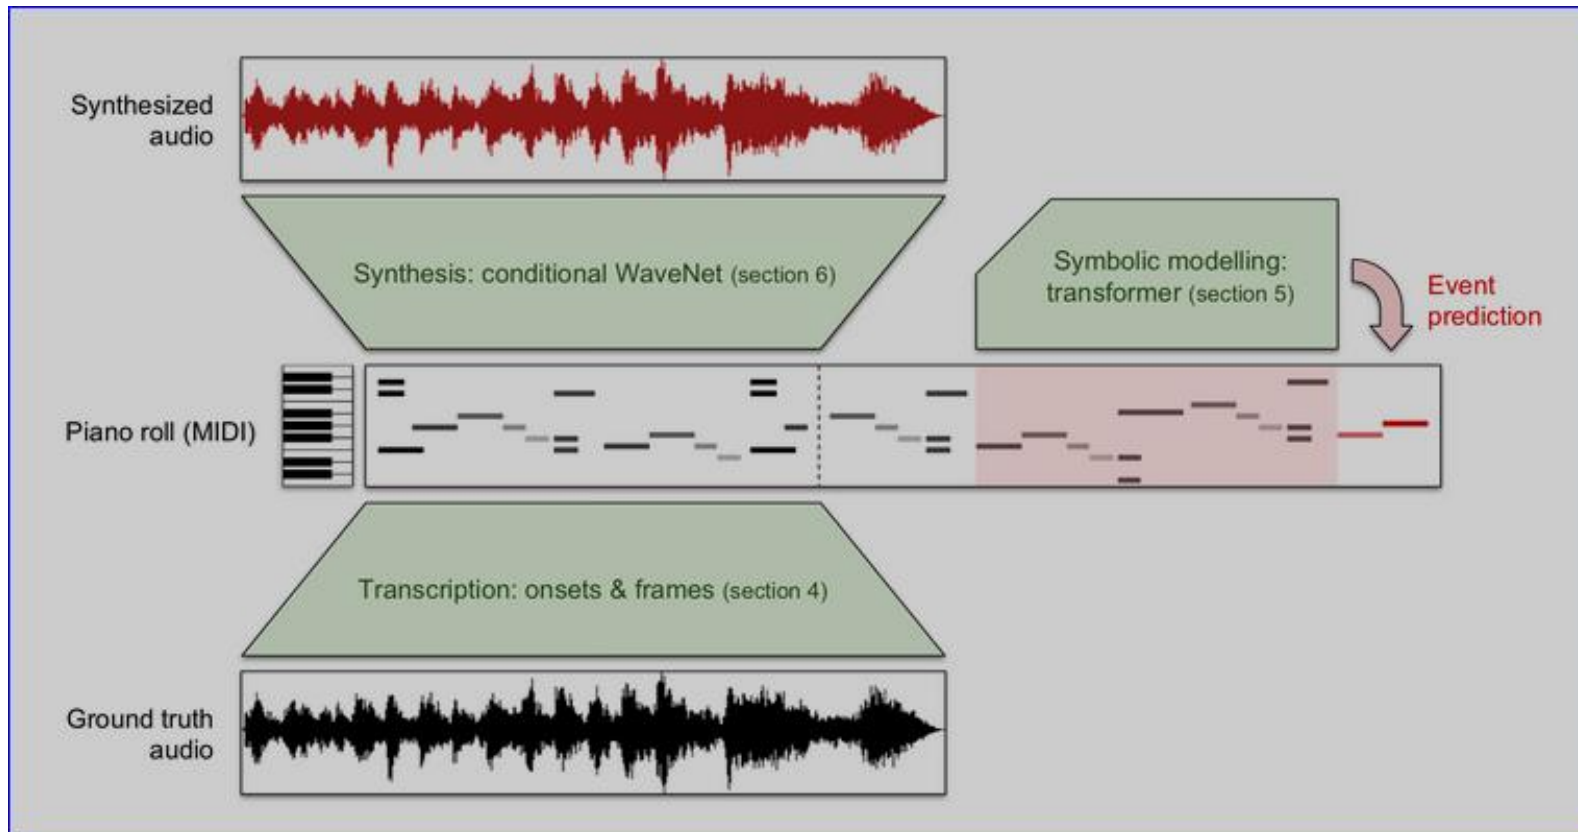 Synthesized
audio
Synthesis: conditional WaveNet (section 6)
Symbolic modelling:
transformer (section 5)
Event
prediction
Piano roll (MIDI)
Transcription: onsets & frames (section 4)
Ground truth
audio